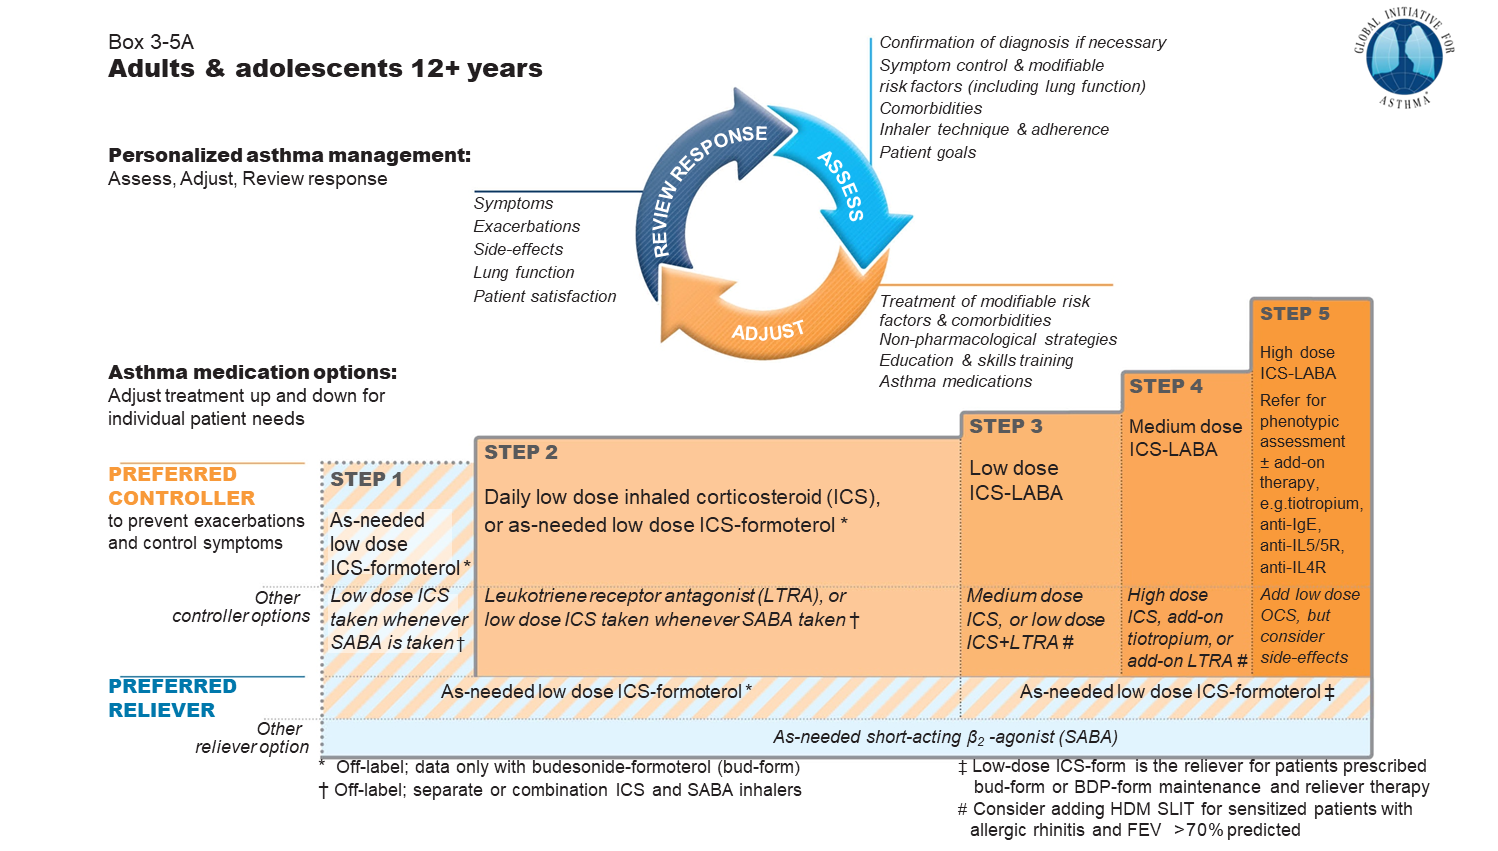 Box 3-5A
Adults & adolescents 12+ years
Personalized asthma management:
Assess, Adjust, Review response
Confirmation of diagnosis if necessary
Symptom control & modifiable
risk factors (including lung function)
Comorbidities
Inhaler technique & adherence
Patient goals
GLOBAL INITIATIVE FOR
ASTHMA
REVIEW RESPONSE
ASSESS
ADJUST
Symptoms
Exacerbations
Side-effects
Lung function
Patient satisfaction
Treatment of modifiable risk
factors & comorbidities
Non-pharmacological strategies
Education & skills training
Asthma medications
Asthma medication options:
Adjust treatment up and down for
individual patient needs
PREFERRED
CONTROLLER
to prevent exacerbations
and control symptoms
STEP 1
As-needed
low dose
ICS-formoterol *
STEP 2
Daily low dose inhaled corticosteroid (ICS),
or as-needed low dose ICS-formoterol *
STEP 3
Low dose
ICS-LABA
STEP 4
Medium dose
ICS-LABA
STEP 5
High dose
ICS-LABA
Refer for
phenotypic
assessment
± add-on
therapy,
e.g.tiotropium,
anti-IgE,
anti-IL5/5R,
anti-IL4R
Other
controller options
Low dose ICS
taken whenever
SABA is taken †
Leukotriene receptor antagonist (LTRA), or
low dose ICS taken whenever SABA taken †
Medium dose
ICS, or low dose
ICS+LTRA #
High dose
ICS, add-on
tiotropium, or
add-on LTRA #
Add low dose
OCS, but
consider
side-effects
PREFERRED
RELIEVER
As-needed low dose ICS-formoterol *
As-needed low dose ICS-formoterol ‡
Other
reliever option
As-needed short-acting β2 -agonist (SABA)
* Off-label; data only with budesonide-formoterol (bud-form)
† Off-label; separate or combination ICS and SABA inhalers
‡ Low-dose ICS-form is the reliever for patients prescribed
bud-form or BDP-form maintenance and reliever therapy
# Consider adding HDM SLIT for sensitized patients with
allergic rhinitis and FEV >70% predicted